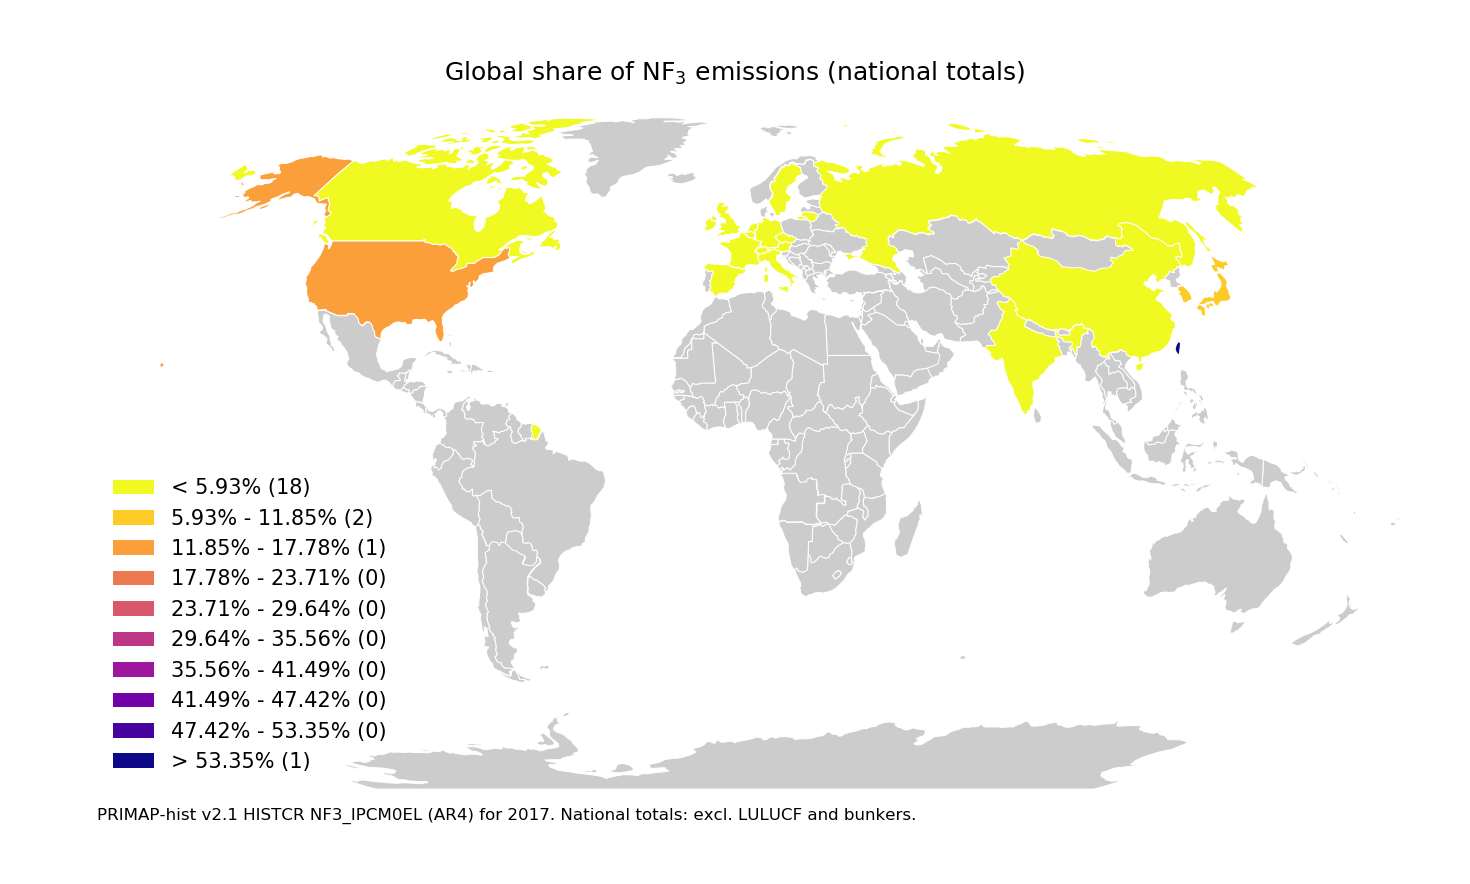 Global share of NF₃ emissions (national totals)
< 5.93% (18)
5.93% - 11.85% (2)
11.85% - 17.78% (1)
17.78% - 23.71% (0)
23.71% - 29.64% (0)
29.64% - 35.56% (0)
35.56% - 41.49% (0)
41.49% - 47.42% (0)
47.42% - 53.35% (0)
> 53.35% (1)
PRIMAP-hist v2.1 HISTCR NF3_IPCM0EL (AR4) for 2017. National totals: excl. LULUCF and bunkers.